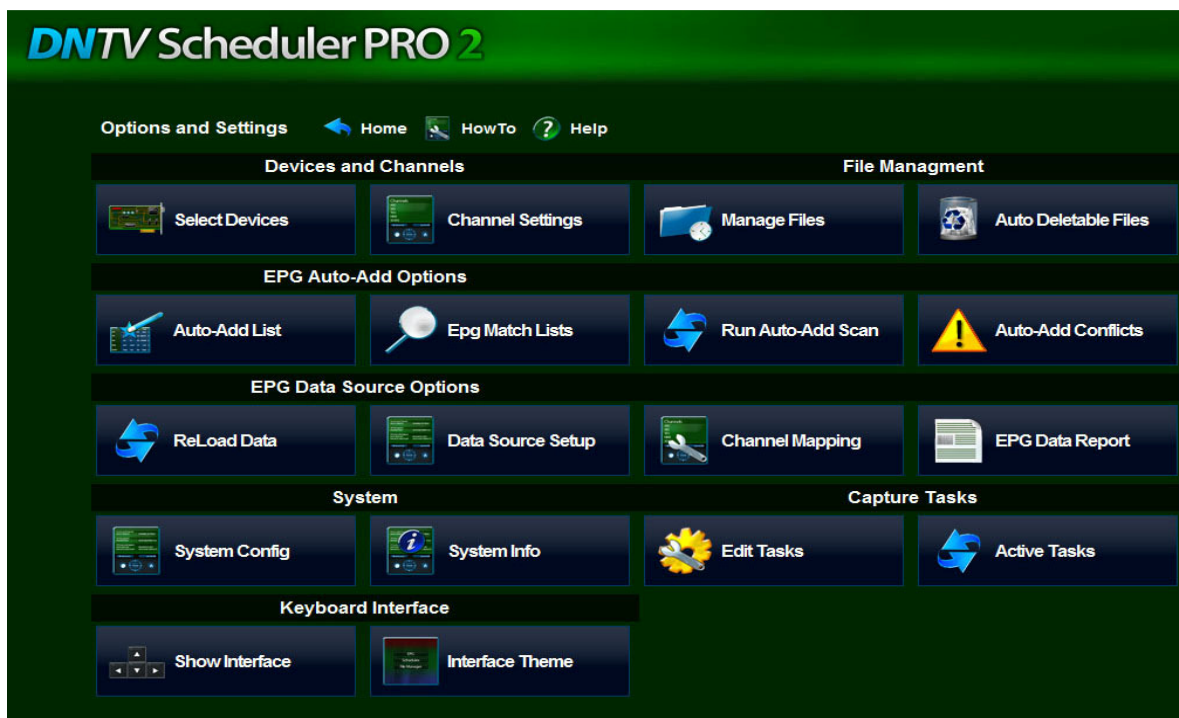 DNTV Scheduler PRO 2
Options and Settings Home HowTo Help
Devices and Channels File Managment
Select Devices Channel Settings Manage Files Auto Deletable Files
EPG Auto-Add Options
Auto-Add List Epg Match Lists Run Auto-Add Scan Auto-Add Conflicts
EPG Data Source Options
ReLoad Data Data Source Setup Channel Mapping EPG Data Report
System Capture Tasks
System Config System Info Edit Tasks Active Tasks
Keyboard Interface
Show Interface Interface Theme